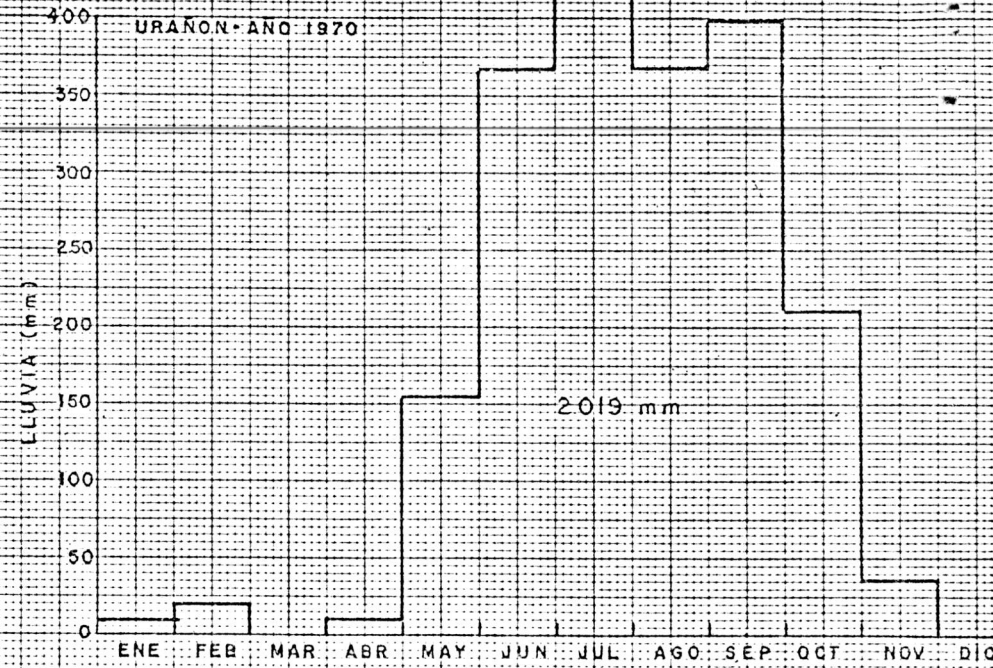 400
URAÑON-AÑO 1970
350
300
250
200
150
100
50
0
LLUVIA (mm)
2019 mm
ENE FEB MAR ABR MAY JUN JUL AGO SEP OCT NOV DIC